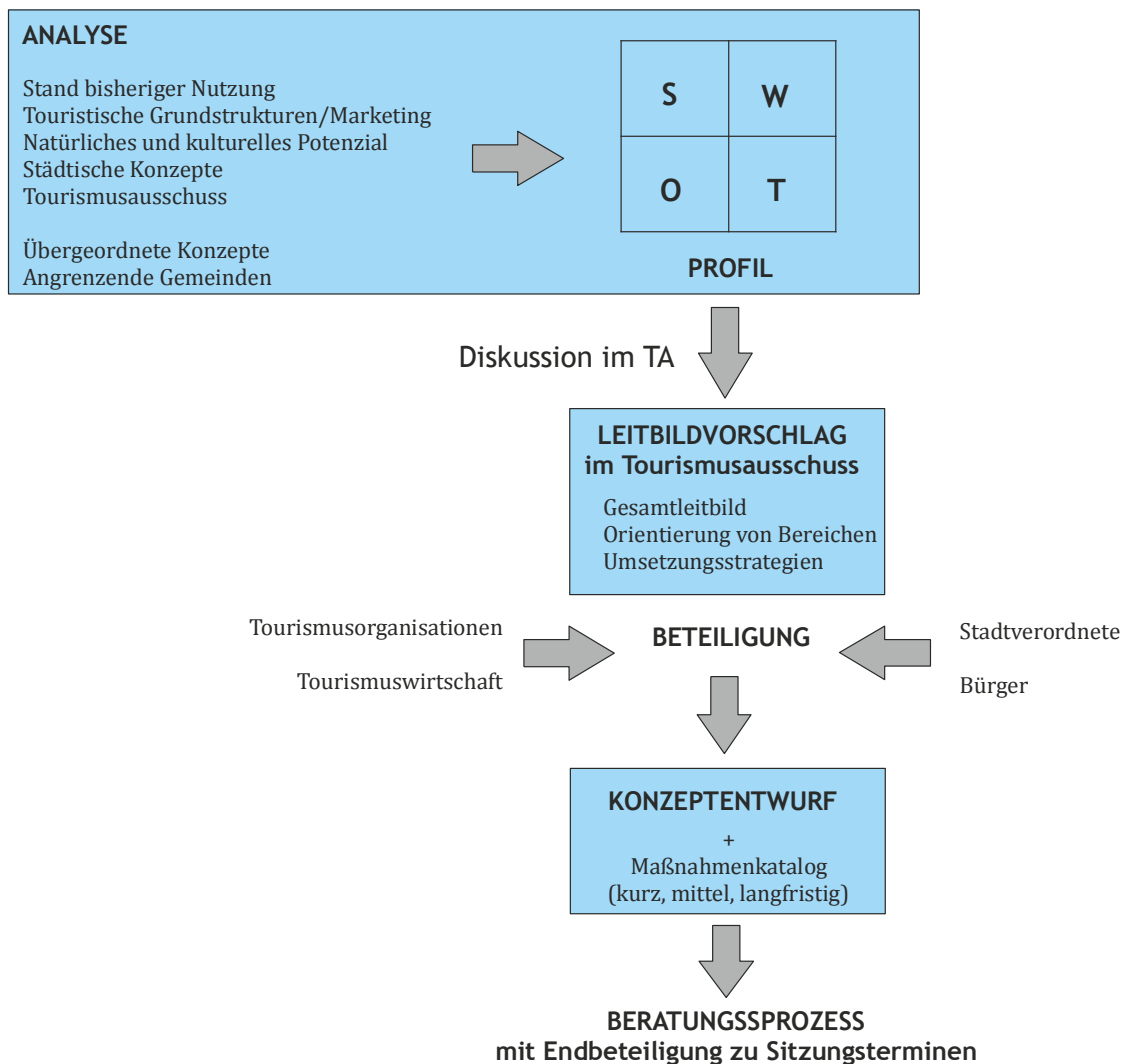 ANALYSE
Stand bisheriger Nutzung
Touristische Grundstrukturen/Marketing
Natürliches und kulturelles Potenzial
Städtische Konzepte
Tourismusausschuss
Übergeordnete Konzepte
Angrenzende Gemeinden
S W
O T
PROFIL
Diskussion im TA
LEITBILDVORSCHLAG
im Tourismusausschuss
Gesamtleitbild
Orientierung von Bereichen
Umsetzungsstrategien
Tourismusorganisationen
Tourismuswirtschaft
BETEILIGUNG
Stadtverordnete
Bürger
KONZEPTENTWURF
+
Maßnahmenkatalog
(kurz, mittel, langfristig)
BERATUNGSSPROZESS
mit Endbeteiligung zu Sitzungsterminen